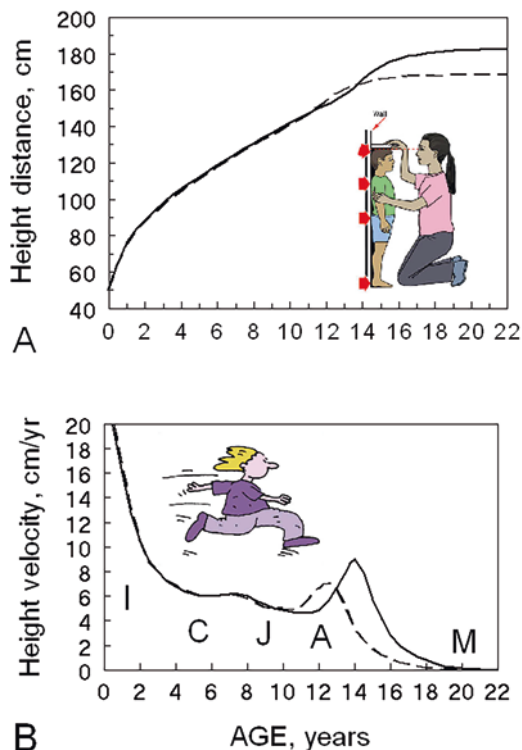 200
180
160
140
120
100
80
60
40
Height distance, cm
Wall
0 2 4 6 8 10 12 14 16 18 20 22
A
20
18
16
14
12
10
8
6
4
2
0
Height velocity, cm/yr
I
C
J
A
M
0 2 4 6 8 10 12 14 16 18 20 22
B
AGE, years